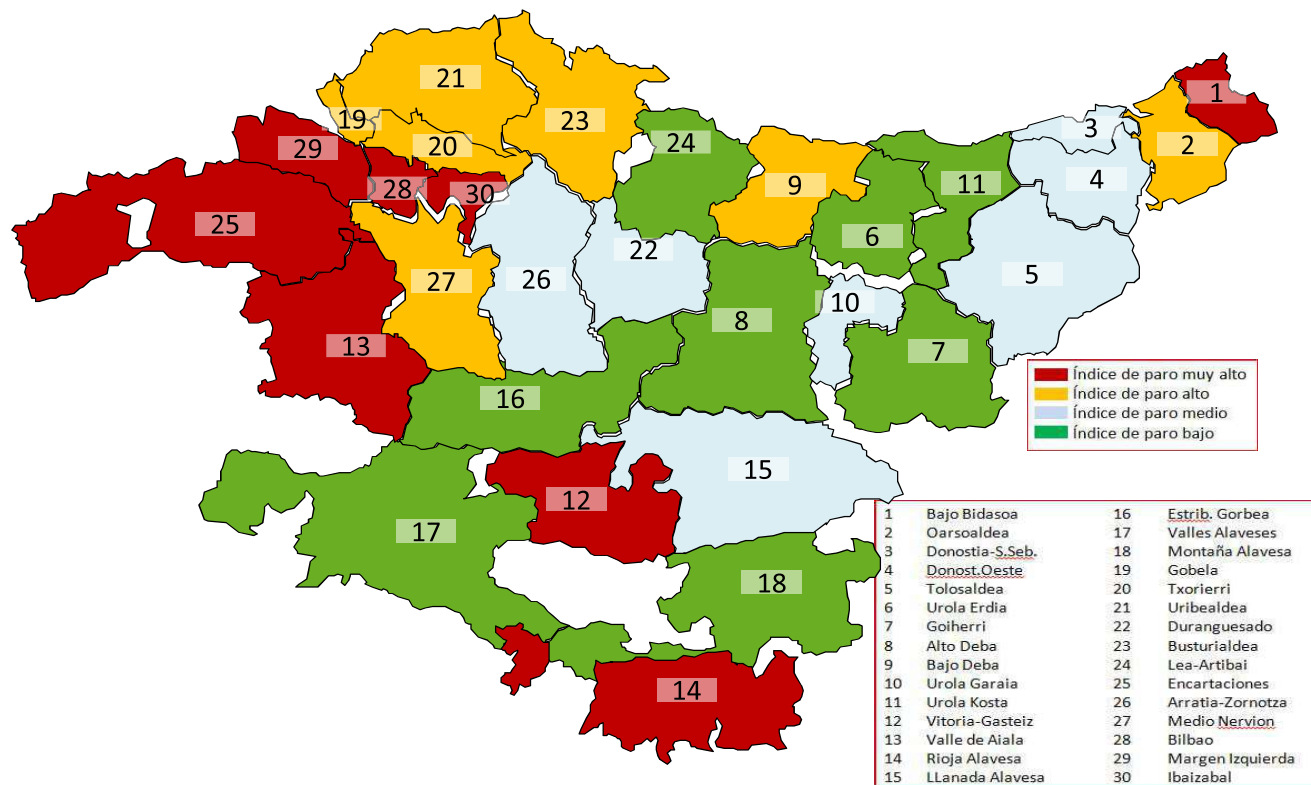 21
1
23
19
3
24
2
20
29
4
9
11
28
30
25
6
22
5
26
27
10
8
7
13
16
15
12
17
18
14
Índice de paro muy alto
Índice de paro alto
Índice de paro medio
Índice de paro bajo
1 Bajo Bidasoa 16 Estrib. Gorbea
2 Oarsoaldea 17 Valles Alaveses
3 Donostia-S.Seb. 18 Montaña Alavesa
4 Donost.Oeste 19 Gobela
5 Tolosaldea 20 Txorierri
6 Urola Erdia 21 Uribealdea
7 Goiherri 22 Duranguesado
8 Alto Deba 23 Busturialdea
9 Bajo Deba 24 Lea-Artibai
10 Urola Garaia 25 Encartaciones
11 Urola Kosta 26 Arratia-Zornotza
12 Vitoria-Gasteiz 27 Medio Nervion
13 Valle de Aiala 28 Bilbao
14 Rioja Alavesa 29 Margen Izquierda
15 LLanada Alavesa 30 Ibaizabal